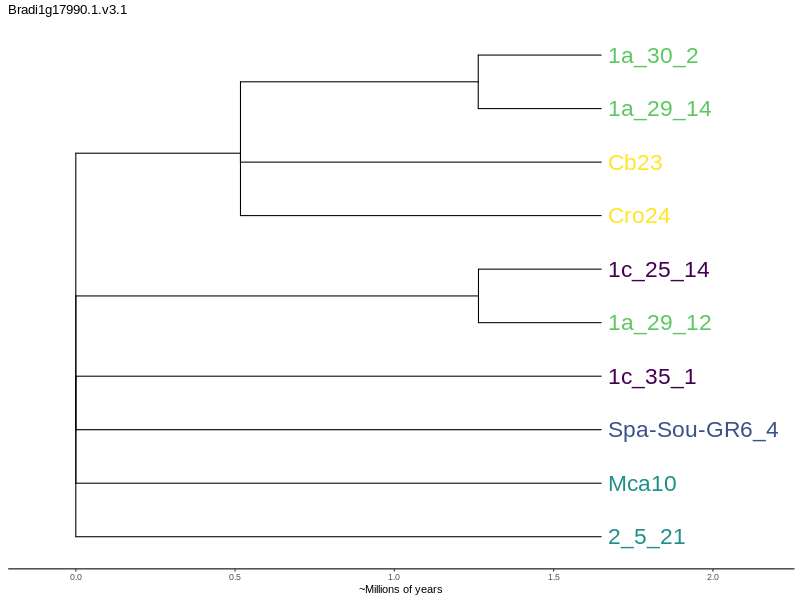 Bradi1g17990.1.v3.1
1a_30_2
1a_29_14
Cb23
Cro24
1c_25_14
1a_29_12
1c_35_1
Spa-Sou-GR6_4
Mca10
2_5_21
0.0 0.5 1.0 1.5 2.0
~Millions of years